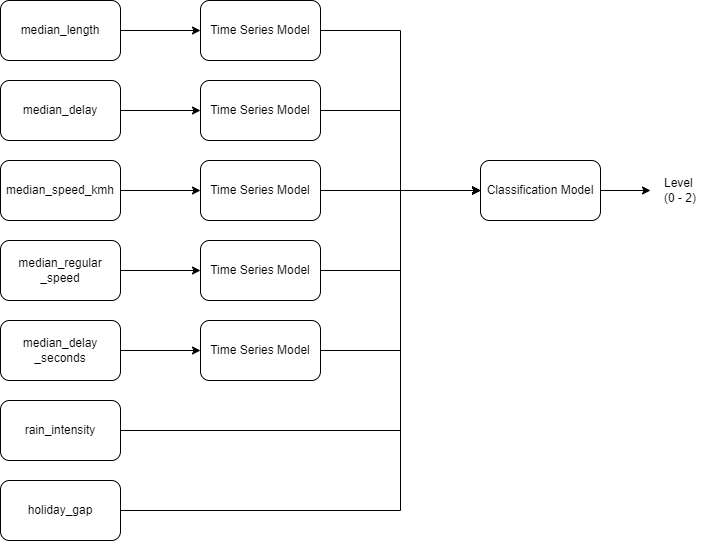 median_length
Time Series Model
median_delay
Time Series Model
median_speed_kmh
Time Series Model
Classification Model
Level
(0 - 2)
median_regular
_speed
Time Series Model
median_delay
_seconds
Time Series Model
rain_intensity
holiday_gap